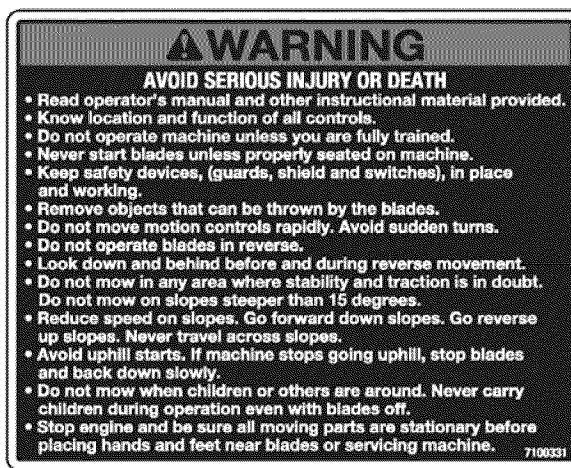 WARNING
AVOID SERIOUS INJURY OR DEATH
• Read operator's manual and other instructional material provided.
• Know location and function of all controls.
• Do not operate machine unless you are fully trained.
• Never start blades unless properly seated on machine.
• Keep safety devices, (guards, shield and switches), in place
and working.
• Remove objects that can be thrown by the blades.
• Do not move motion controls rapidly. Avoid sudden turns.
• Do not operate blades in reverse.
• Look down and behind before and during reverse movement.
• Do not mow in any area where stability and traction is in doubt.
Do not mow on slopes steeper than 15 degrees.
• Reduce speed on slopes. Go forward down slopes. Go reverse
up slopes. Never travel across slopes.
• Avoid uphill starts. If machine stops going uphill, stop blades
and back down slowly.
• Do not mow when children or others are around. Never carry
children during operation even with blades off.
• Stop engine and be sure all moving parts are stationary before
placing hands and feet near blades or servicing machine.
7100331